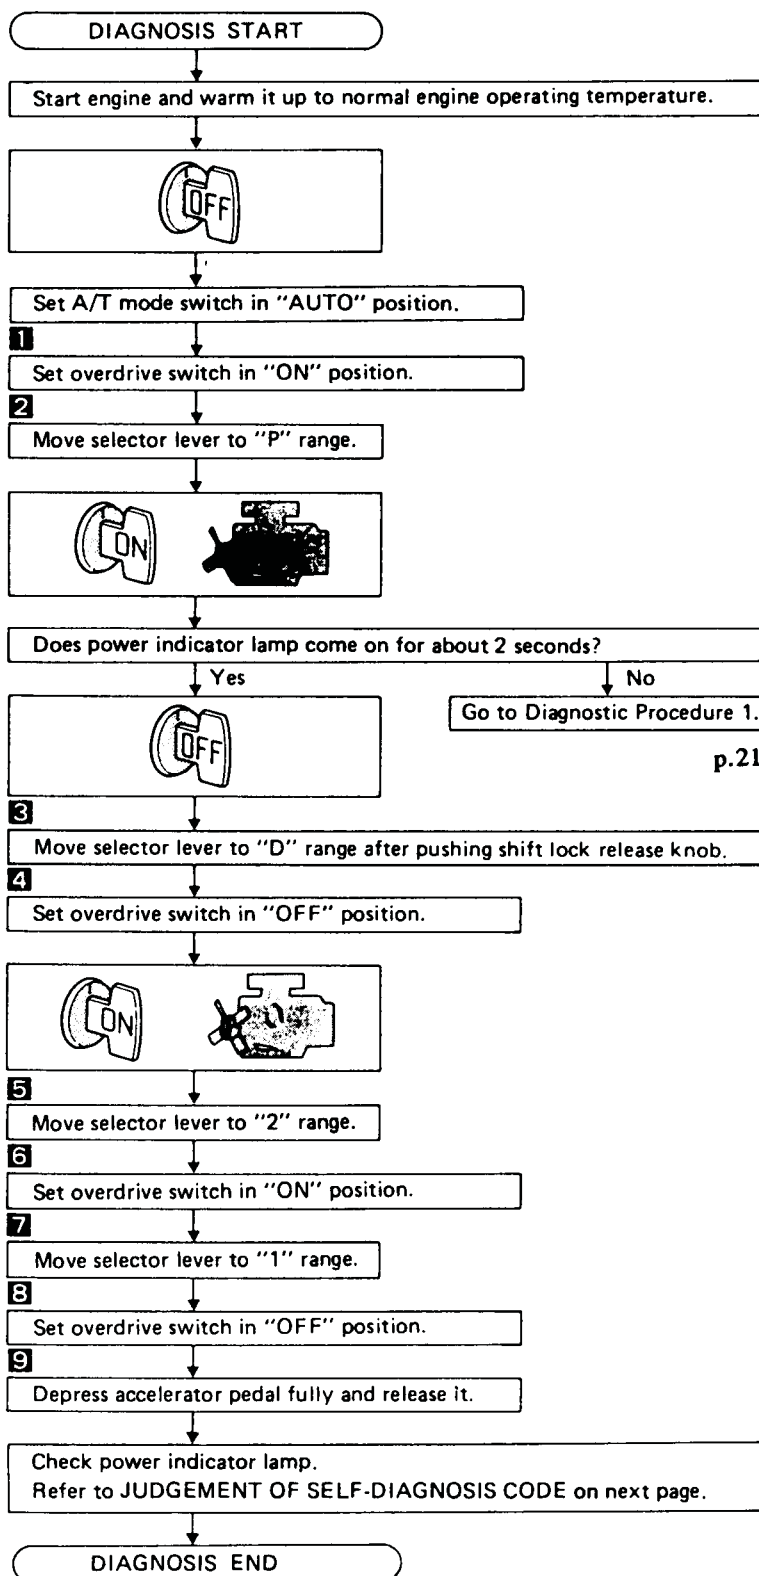 DIAGNOSIS START
Start engine and warm it up to normal engine operating temperature.
OFF
Set A/T mode switch in "AUTO" position.
1
Set overdrive switch in "ON" position.
2
Move selector lever to "P" range.
ON
Does power indicator lamp come on for about 2 seconds?
Yes
No
OFF
Go to Diagnostic Procedure 1.
p.21
3
Move selector lever to "D" range after pushing shift lock release knob.
4
Set overdrive switch in "OFF" position.
ON
5
Move selector lever to "2" range.
6
Set overdrive switch in "ON" position.
7
Move selector lever to "1" range.
8
Set overdrive switch in "OFF" position.
9
Depress accelerator pedal fully and release it.
Check power indicator lamp.
Refer to JUDGEMENT OF SELF-DIAGNOSIS CODE on next page.
DIAGNOSIS END